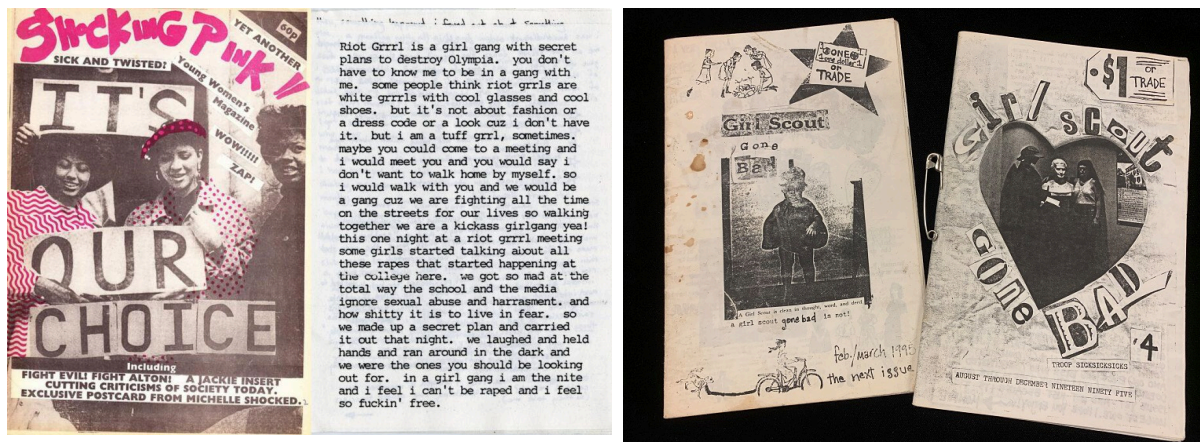 SHOCKING PINK!!
60p
YET ANOTHER
SICK AND TWISTED?
Young Women's
Magazine
WOW!!!!!
ZAP!
IT'S
OUR
CHOICE
Including
FIGHT EVIL! FIGHT ALTON! A JACKIE INSERT
CUTTING CRITICISMS OF SOCIETY TODAY.
EXCLUSIVE POSTCARD FROM MICHELLE SHOCKED.
Riot Grrrl is a girl gang with secret
plans to destroy Olympia. you don't
have to know me to be in a gang with
me. some people think riot grrls are
white grrrls with cool glasses and cool
shoes. but it's not about fashion or
a dress code or a look cuz i don't have
it. but i am a tuff grrl, sometimes.
maybe you could come to a meeting and
i would meet you and you would say i
don't want to walk home by myself. so
i would walk with you and we would be
a gang cuz we are fighting all the time
on the streets for our lives so walking
together we are a kickass girlgang yea!
this one night at a riot grrrl meeting
some girls started talking about all
these rapes that started happening at
the college here. we got so mad at the
total way the school and the media
ignore sexual abuse and harrasment. and
how shitty it is to live in fear. so
we made up a secret plan and carried
it out that night. we laughed and held
hands and ran around in the dark and
we were the ones you should be looking
out for. in a girl gang i am the nite
and i feel i can't be raped and i feel
so fuckin' free.
$ONE$
one dollar
or
TRADE
Girl Scout
Gone
Bad
A Girl Scout is clean in thought, word, and deed
a girl scout gone bad is not!
feb./march 1995
the next issue
$1
or
TRADE
Girl scout
Gone
BAD
#4
TROOP SICKSICKSICKS
AUGUST THROUGH DECEMBER NINETEEN NINETY FIVE